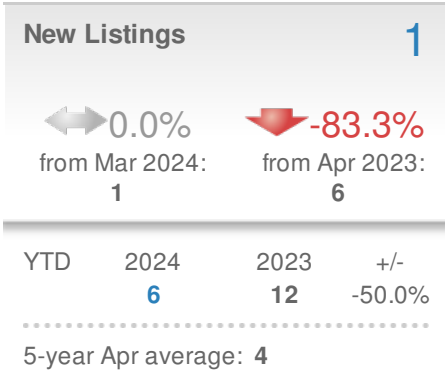 New Listings 1
0.0% -83.3%
from Mar 2024: from Apr 2023:
1 6
YTD 2024 2023 +/-
6 12 -50.0%
5-year Apr average: 4